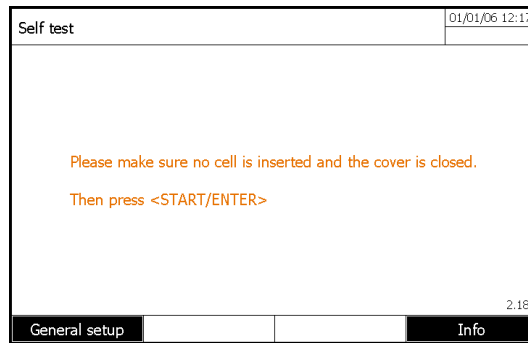 Self test
01/01/06 12:17
Please make sure no cell is inserted and the cover is closed.
Then press <START/ENTER>
2.18
General setup
Info